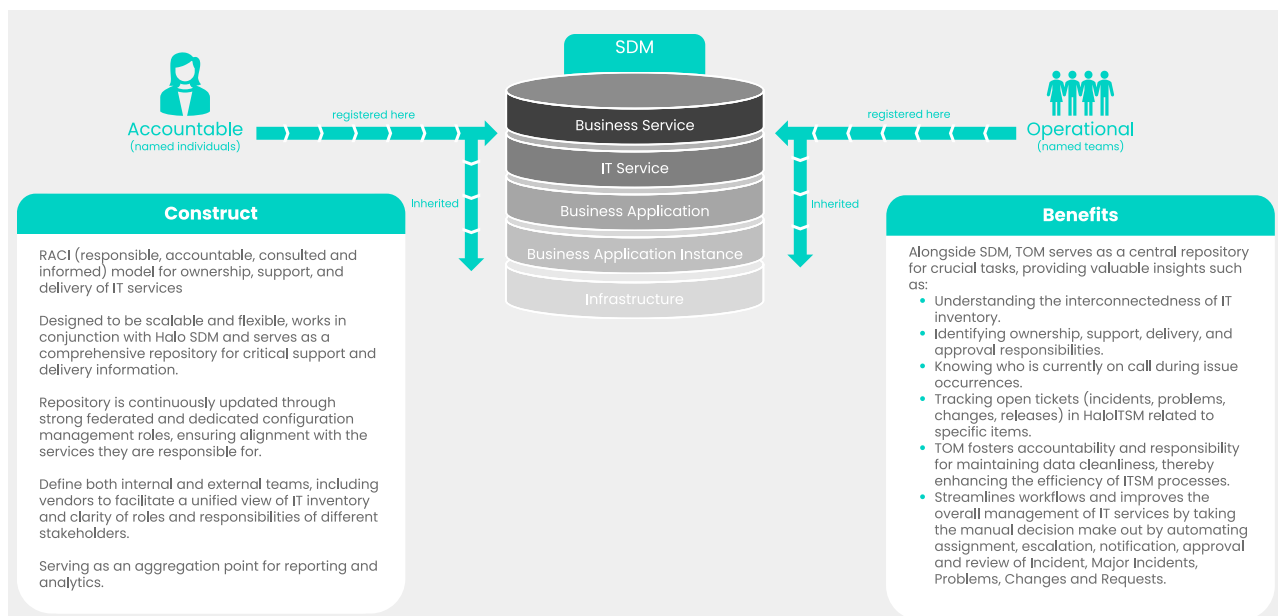 SDM
Accountable
(named individuals)
registered here
Inherited
Business Service
IT Service
Business Application
Business Application Instance
Infrastructure
registered here
Inherited
Operational
(named teams)
Construct
RACI (responsible, accountable, consulted and
informed) model for ownership, support, and
delivery of IT services
Designed to be scalable and flexible, works in
conjunction with Halo SDM and serves as a
comprehensive repository for critical support and
delivery information.
Repository is continuously updated through
strong federated and dedicated configuration
management roles, ensuring alignment with the
services they are responsible for.
Define both internal and external teams, including
vendors to facilitate a unified view of IT inventory
and clarity of roles and responsibilities of different
stakeholders.
Serving as an aggregation point for reporting and
analytics.
Benefits
Alongside SDM, TOM serves as a central repository
for crucial tasks, providing valuable insights such
as:
• Understanding the interconnectedness of IT
inventory.
• Identifying ownership, support, delivery, and
approval responsibilities.
• Knowing who is currently on call during issue
occurrences.
• Tracking open tickets (incidents, problems,
changes, releases) in HaloITSM related to
specific items.
• TOM fosters accountability and responsibility
for maintaining data cleanliness, thereby
enhancing the efficiency of ITSM processes.
• Streamlines workflows and improves the
overall management of IT services by taking
the manual decision make out by automating
assignment, escalation, notification, approval
and review of Incident, Major Incidents,
Problems, Changes and Requests.